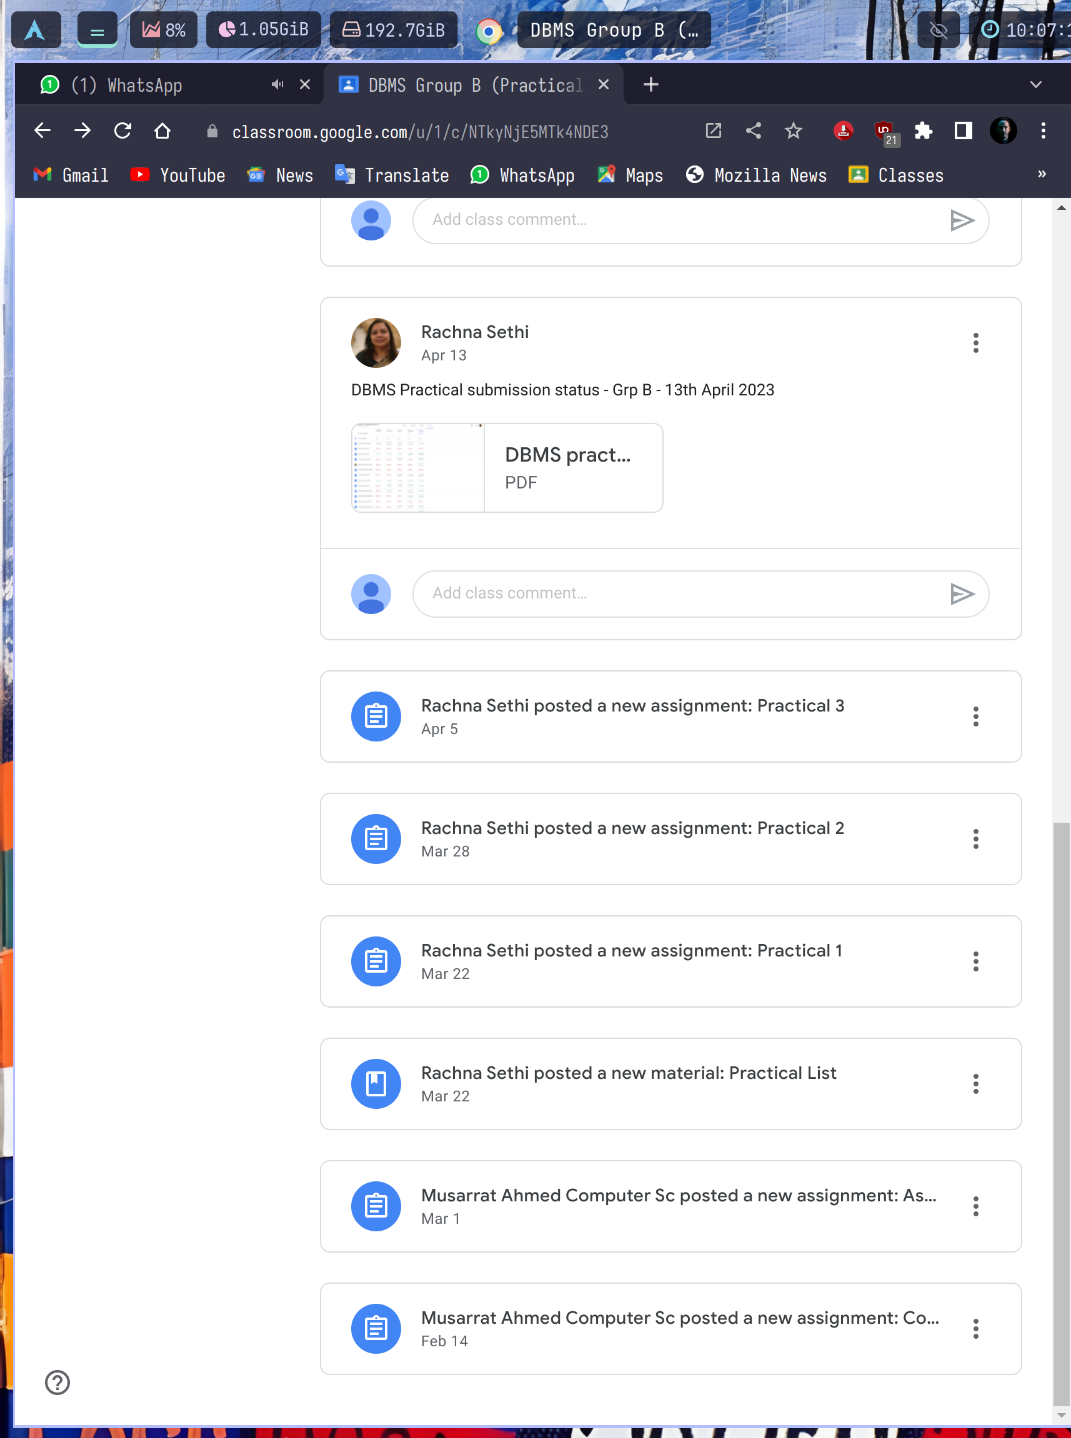 8%
1.05GiB
192.7GiB
DBMS Group B (…
10:07:
(1) WhatsApp
DBMS Group B (Practical
classroom.google.com/u/1/c/NTkyNjE5MTk4NDE3
21
Gmail
YouTube
News
Translate
WhatsApp
Maps
Mozilla News
Classes
»
Add class comment…
Rachna Sethi
Apr 13
DBMS Practical submission status - Grp B - 13th April 2023
DBMS pract...
PDF
Add class comment…
Rachna Sethi posted a new assignment: Practical 3
Apr 5
Rachna Sethi posted a new assignment: Practical 2
Mar 28
Rachna Sethi posted a new assignment: Practical 1
Mar 22
Rachna Sethi posted a new material: Practical List
Mar 22
Musarrat Ahmed Computer Sc posted a new assignment: As...
Mar 1
Musarrat Ahmed Computer Sc posted a new assignment: Co...
Feb 14